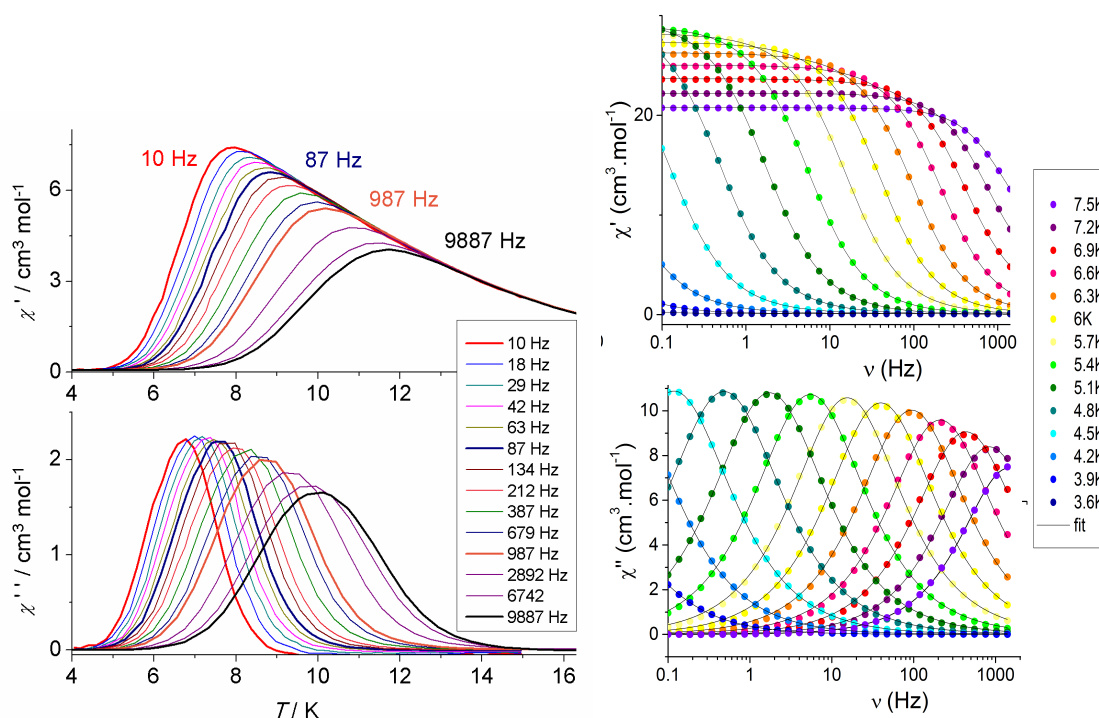 10 Hz
87 Hz
987 Hz
9887 Hz
χ ' / cm³ mol⁻¹
6
3
0
4 6 8 10 12
10 Hz
18 Hz
29 Hz
42 Hz
63 Hz
87 Hz
134 Hz
212 Hz
387 Hz
679 Hz
987 Hz
2892 Hz
6742
9887 Hz
χ ' ' / cm³ mol⁻¹
2
1
0
4 6 8 10 12 14 16
T / K
χ' (cm³.mol⁻¹)
20
10
0
0.1 1 10 100 1000
ν (Hz)
χ" (cm³.mol⁻¹)
10
8
6
4
2
0
0.1 1 10 100 1000
ν (Hz)
7.5K
7.2K
6.9K
6.6K
6.3K
6K
5.7K
5.4K
5.1K
4.8K
4.5K
4.2K
3.9K
3.6K
fit